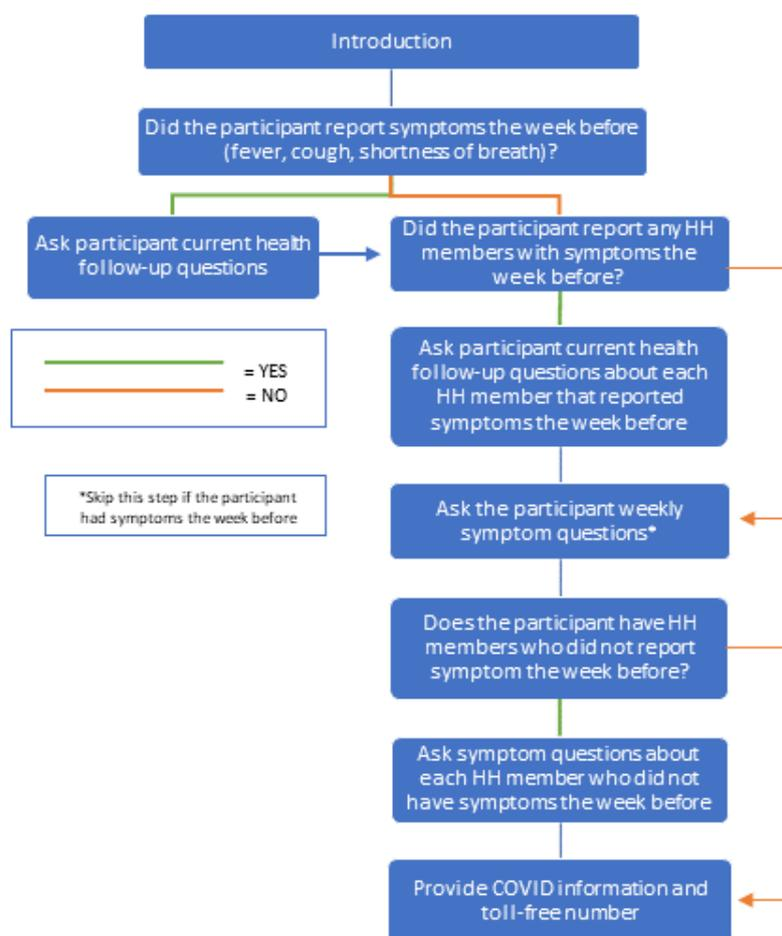 Introduction
Did the participant report symptoms the week before
(fever, cough, shortness of breath)?
Ask participant current health
follow-up questions
Did the participant report any HH
members with symptoms the
week before?
= YES
= NO
Ask participant current health
follow-up questions about each
HH member that reported
symptoms the week before
*Skip this step if the participant
had symptoms the week before
Ask the participant weekly
symptom questions*
Does the participant have HH
members who did not report
symptom the week before?
Ask symptom questions about
each HH member who did not
have symptoms the week before
Provide COVID information and
toll-free number